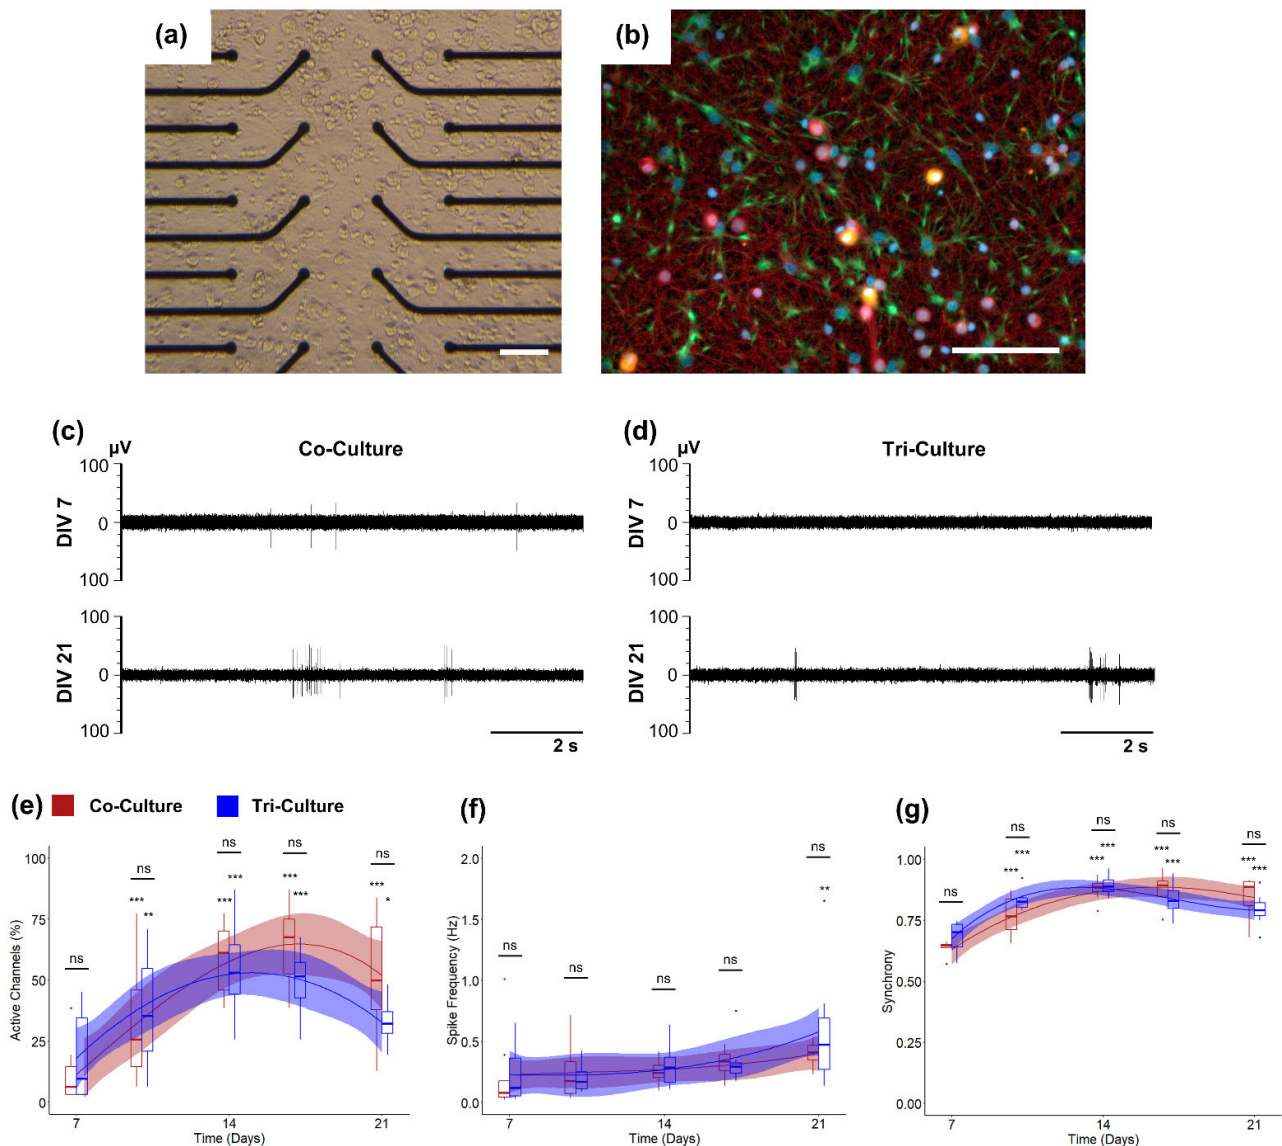 (a)
(b)
(c)
µV
Co-Culture
100
0
100
DIV 7
100
0
100
DIV 21
2 s
(d)
µV
Tri-Culture
100
0
100
DIV 7
100
0
100
DIV 21
2 s
(e)
Co-Culture
Tri-Culture
Active Channels (%)
100
75
50
25
0
ns
ns
*** **
ns
*** ***
ns
*** ***
ns
*** *
7 14 21
Time (Days)
(f)
Spike Frequency (Hz)
2.0
1.5
1.0
0.5
0.0
ns
ns
ns
ns
ns
**
7 14 21
Time (Days)
(g)
Synchrony
1.00
0.75
0.50
0.25
0.00
ns
ns
*** ***
ns
*** ***
ns
*** ***
ns
*** ***
7 14 21
Time (Days)